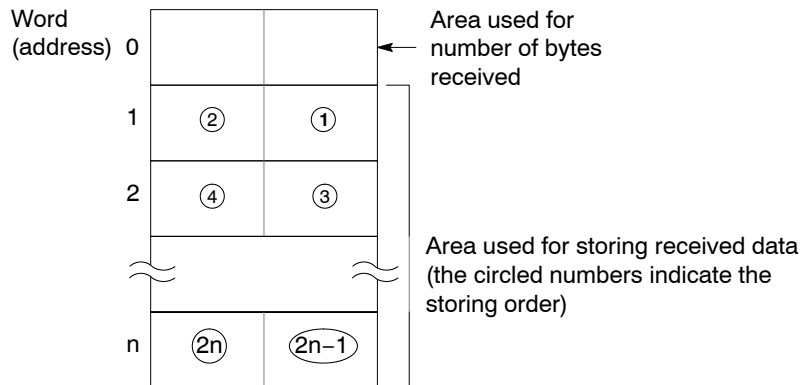 Word
(address) 0
Area used for
number of bytes
received
1 ② ①
2 ④ ③
Area used for storing received data
(the circled numbers indicate the
storing order)
n 2n 2n−1